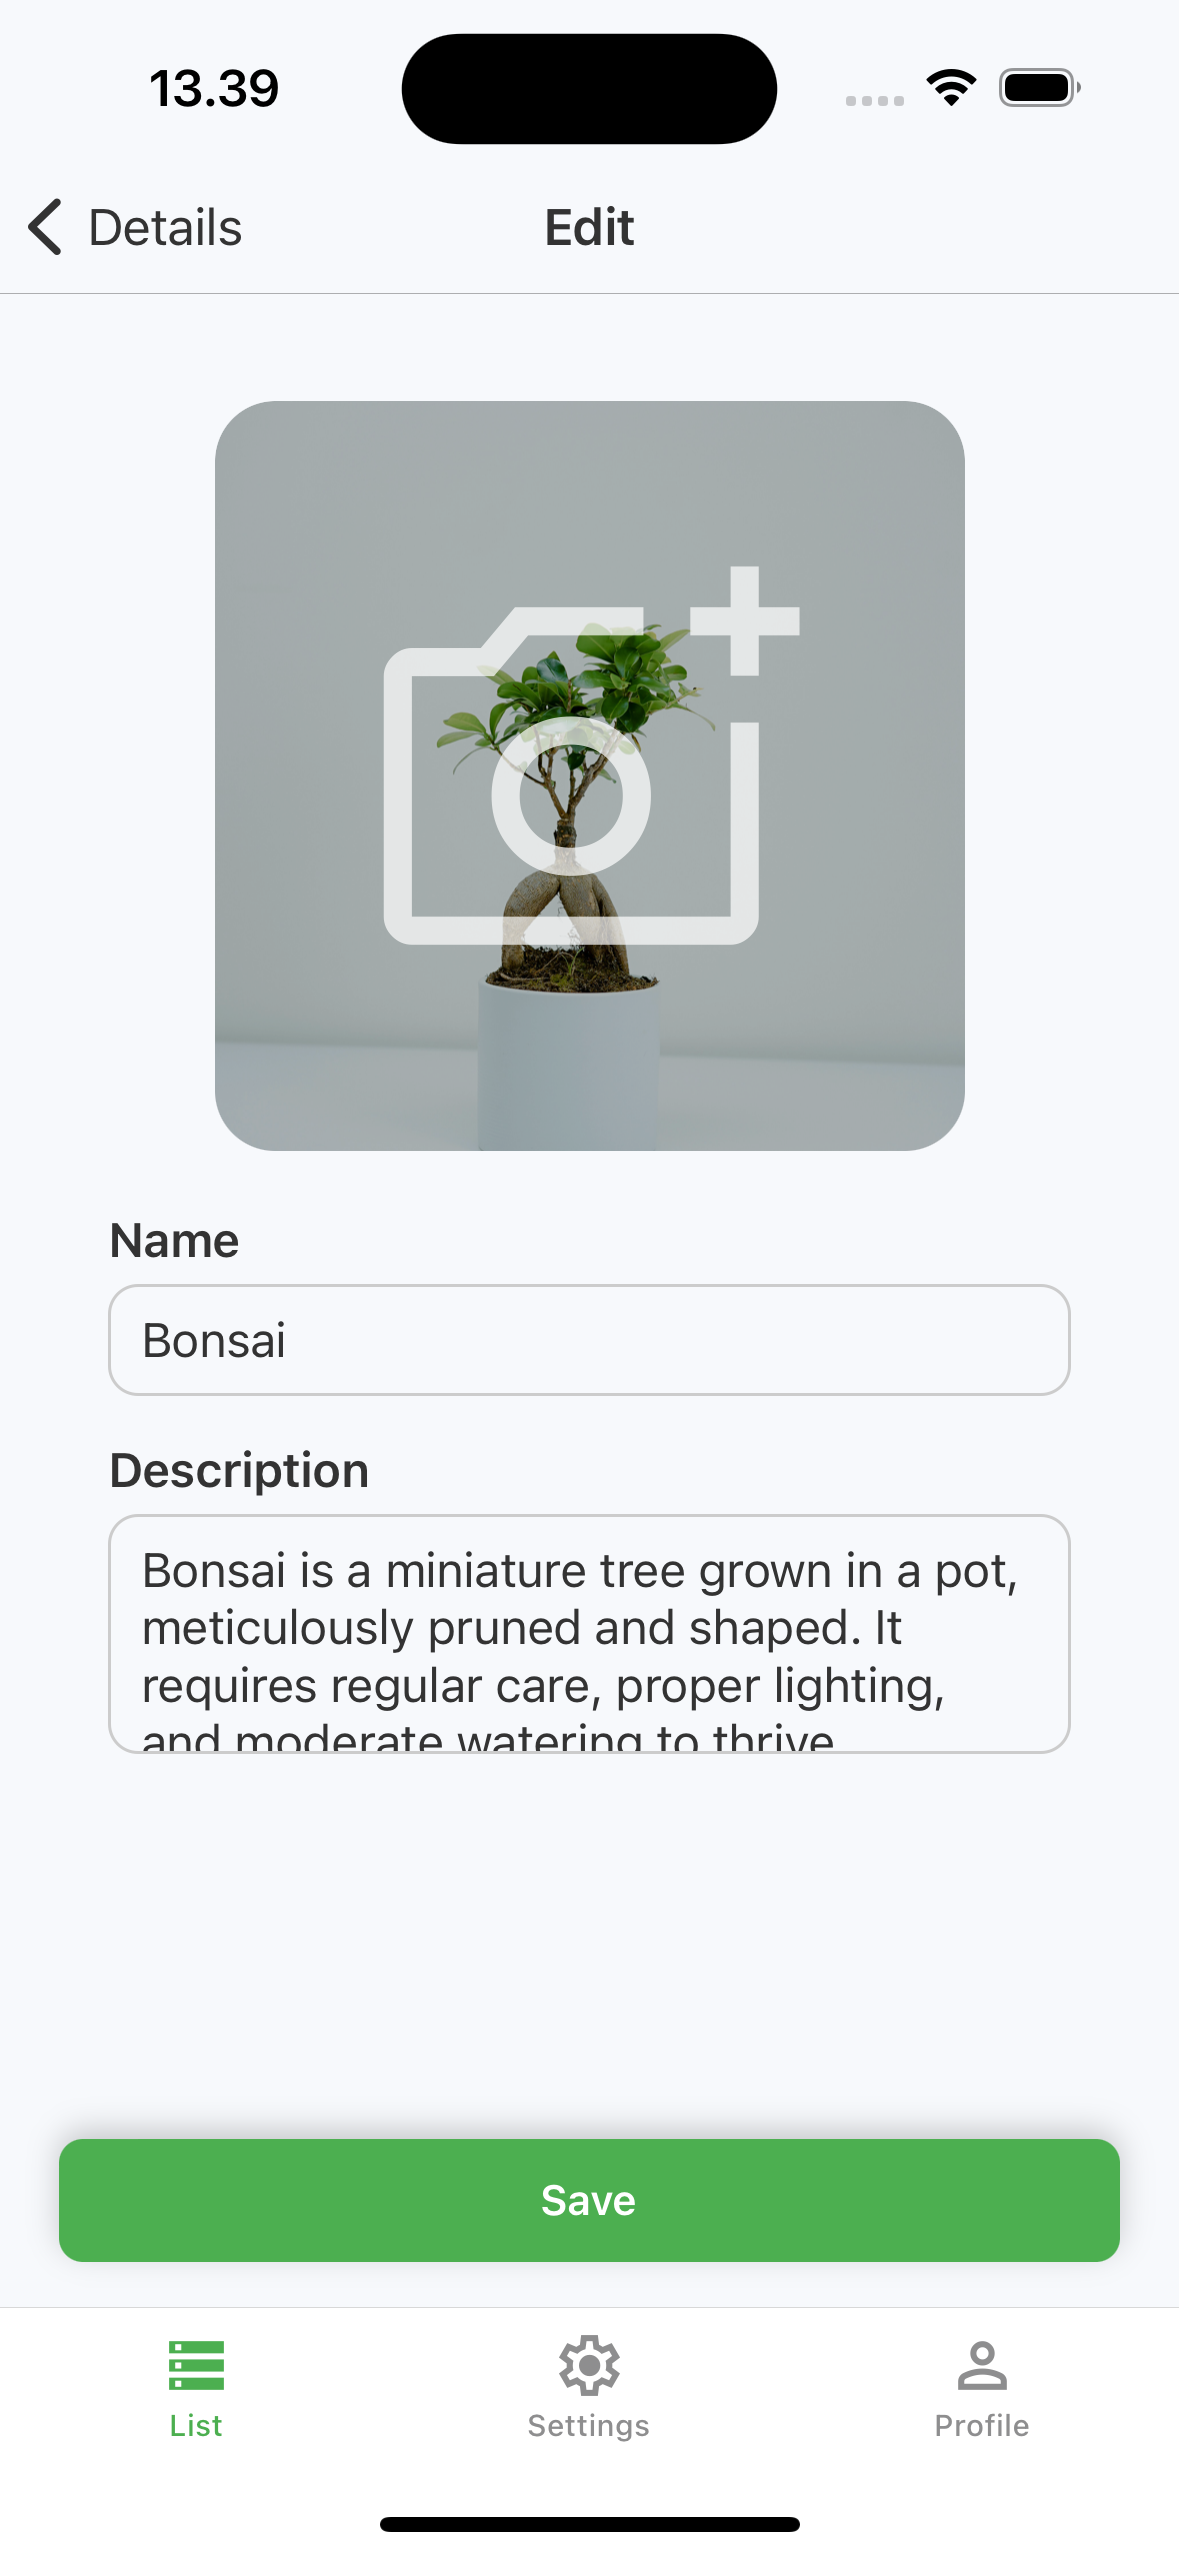 13.39
Details
Edit
Name
Bonsai
Description
Bonsai is a miniature tree grown in a pot,
meticulously pruned and shaped. It
requires regular care, proper lighting,
and moderate watering to thrive
Save
List
Settings
Profile